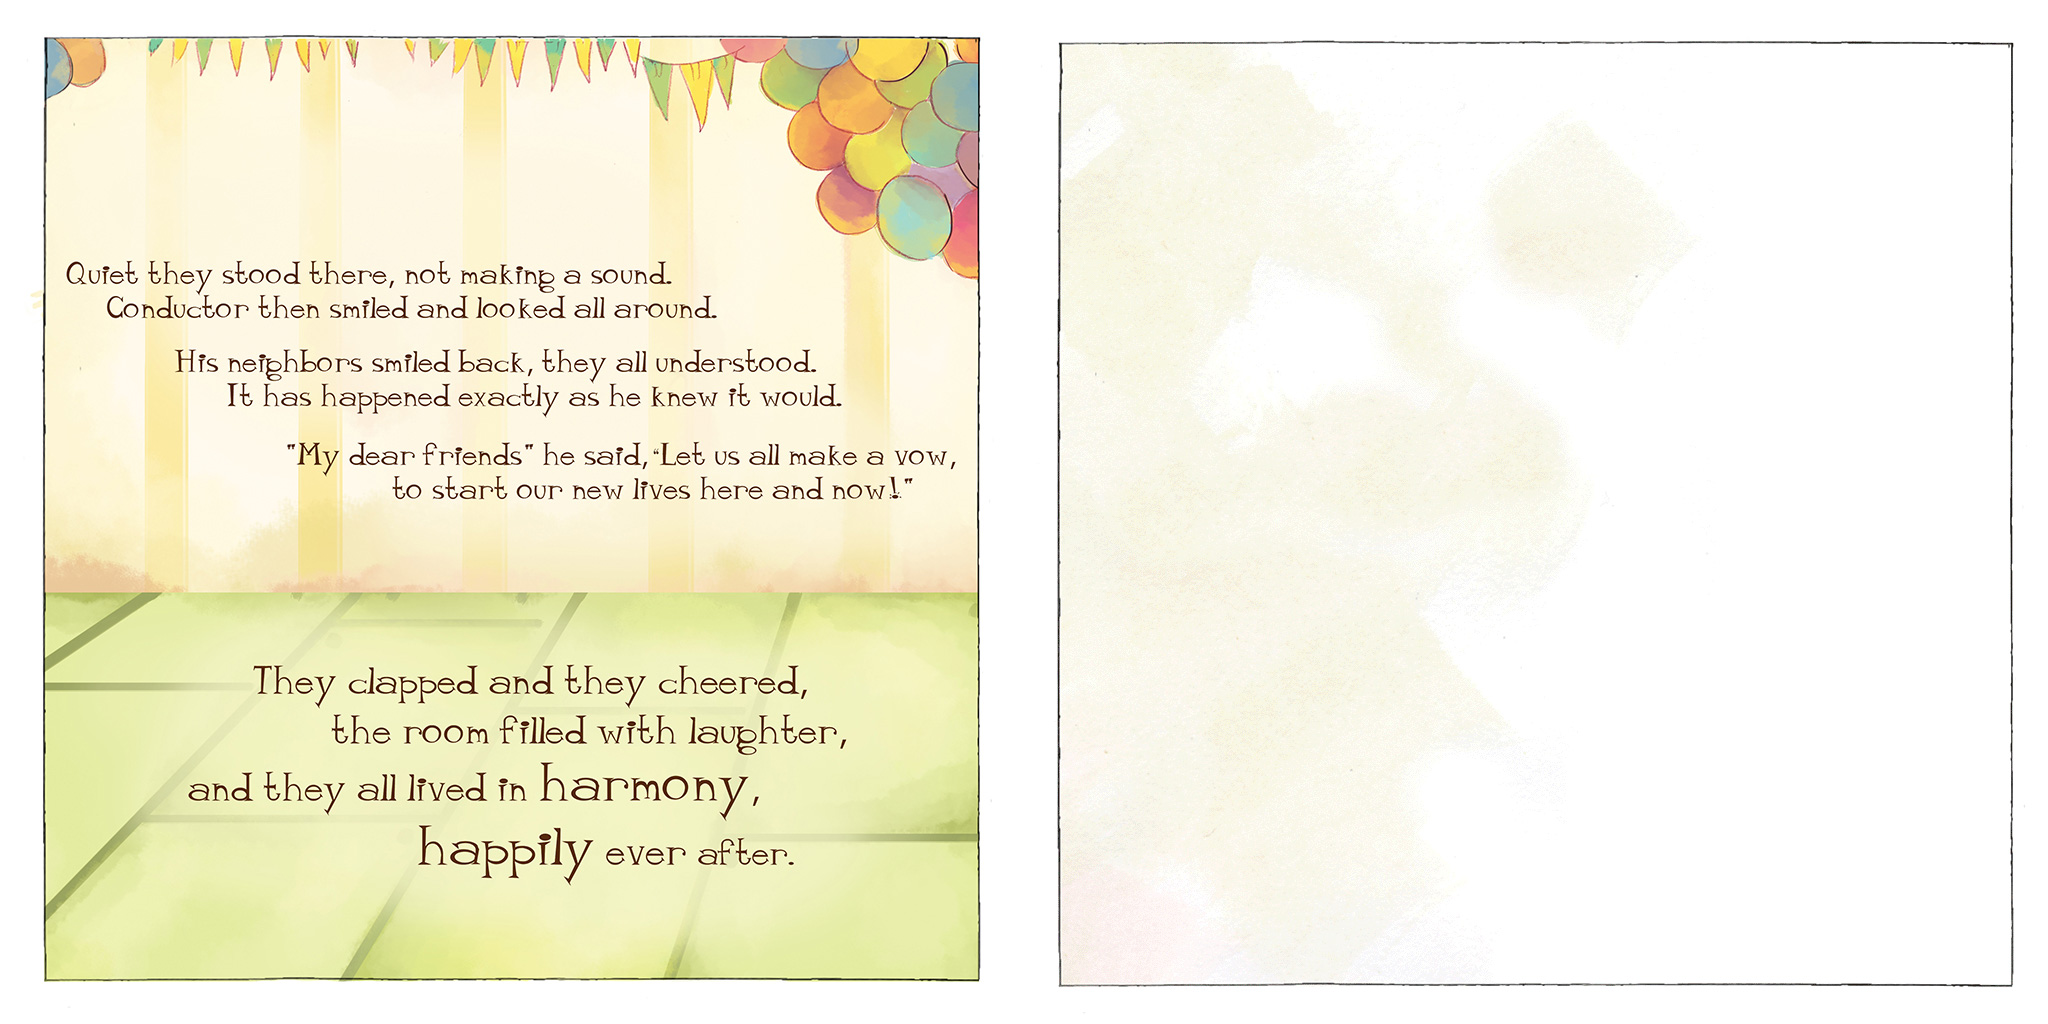 Quiet they stood there, not making a sound.
Conductor then smiled and looked all around.
His neighbors smiled back, they all understood.
It has happened exactly as he knew it would.
"My dear friends" he said, "Let us all make a vow,
to start our new lives here and now!"
They clapped and they cheered,
the room filled with laughter,
and they all lived in harmony,
happily ever after.